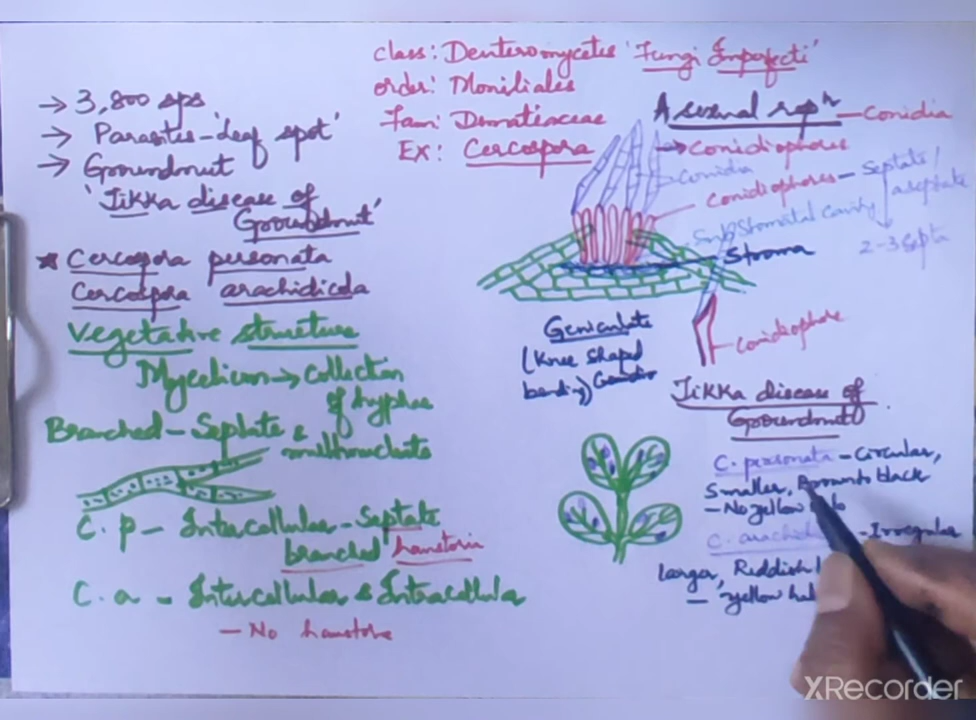 class: Deuteromycetes 'Fungi Imperfecti'
order: Moniliales
Fam: Dematiaceae
Ex: Cercospora
→ 3,800 sps
→ Parasites - 'Leaf spot'
→ Groundnut
'Tikka disease of
Groundnut'
* Cercospora personata
Cercospora arachidicola
Vegetative structure
Mycelium → collection
of hyphae
Branched - Septate &
multinucleate
C. p - Intercellular - Septate
branched haustoria
C. a - Intercellular & Intracellular
- No haustoria
Asexual repn - Conidia
→ Conidiophores
Conidia
Conidiophores - Septate /
aseptate
2-3 Septa
Sub stomatal cavity
Stroma
Geniculate
(Knee shaped
bending)
Conidiophore
Tikka disease of
Groundnut
C. personata - Circular,
Smaller, Brown to black
- No yellow
C. - Irregular
larger, Reddish
- yellow
XRecorder